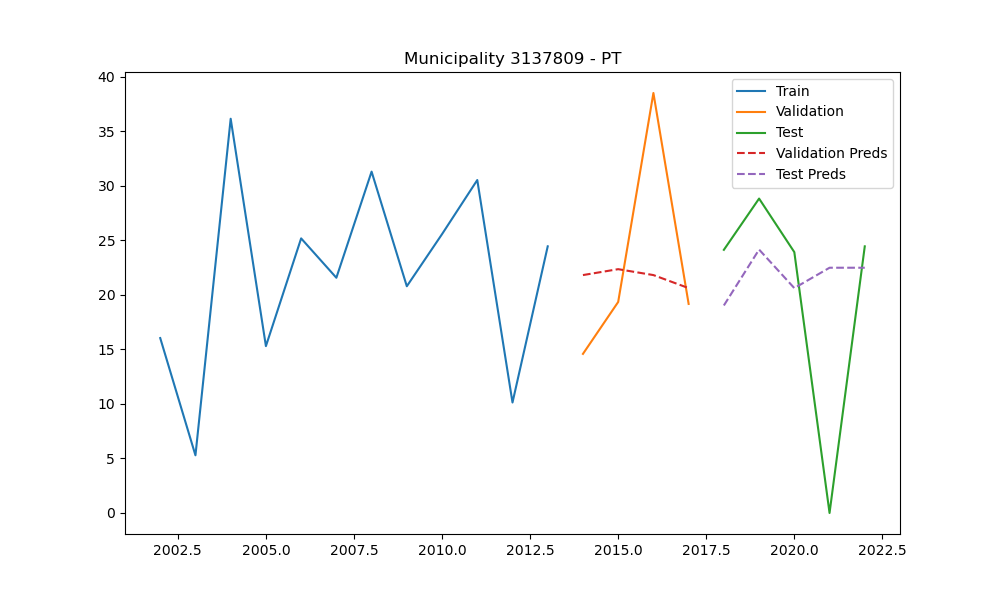 Municipality 3137809 - PT
40
35
30
25
20
15
10
5
0
Train
Validation
Test
Validation Preds
Test Preds
2002.5 2005.0 2007.5 2010.0 2012.5 2015.0 2017.5 2020.0 2022.5